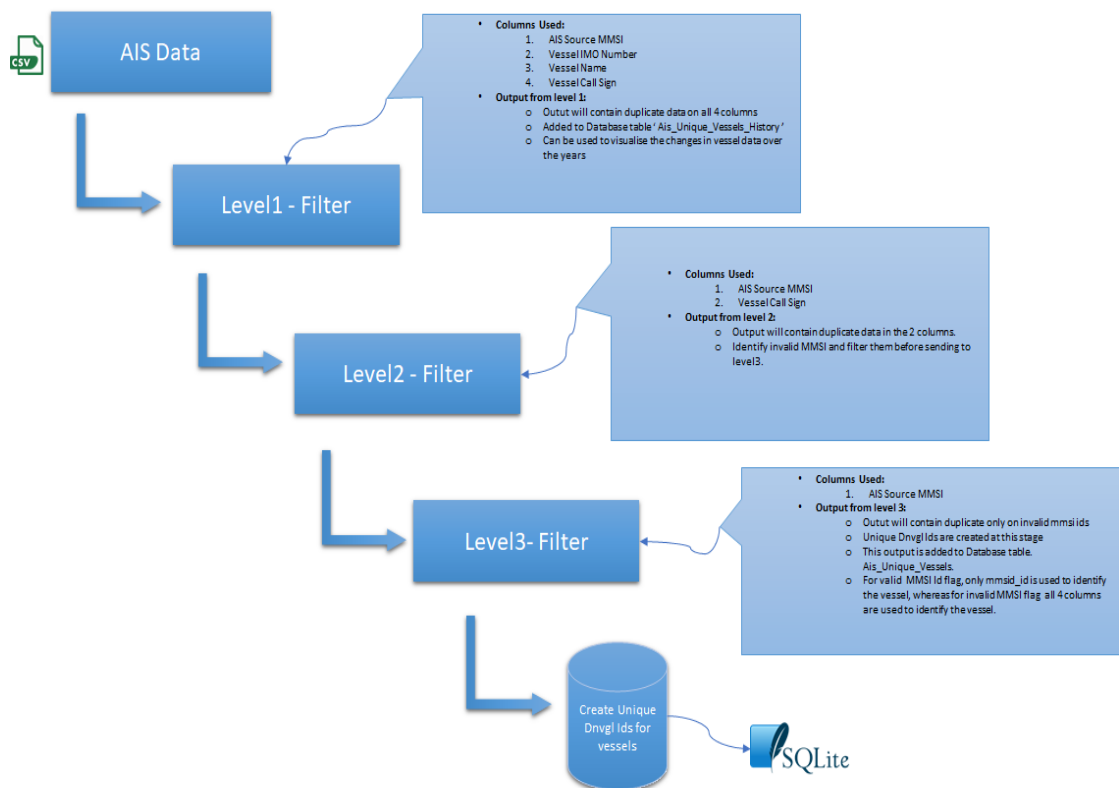 CSV
AIS Data
• Columns Used:
1. AIS Source MMSI
2. Vessel IMO Number
3. Vessel Name
4. Vessel Call Sign
• Output from level 1:
o Outut will contain duplicate data on all 4 columns
o Added to Database table ' Ais_Unique_Vessels_History '
o Can be used to visualise the changes in vessel data over
the years
Level1 - Filter
• Columns Used:
1. AIS Source MMSI
2. Vessel Call Sign
• Output from level 2:
o Output will contain duplicate data in the 2 columns.
o Identify invalid MMSI and filter them before sending to
level3.
Level2 - Filter
• Columns Used:
1. AIS Source MMSI
• Output from level 3:
o Outut will contain duplicate only on invalid mmsi ids
o Unique Dnvgl Ids are created at this stage
o This output is added to Database table.
Ais_Unique_Vessels.
o For valid MMSI Id flag, only mmsid_id is used to identify
the vessel, whereas for invalid MMSI flag all 4 columns
are used to identify the vessel.
Level3- Filter
Create Unique
Dnvgl Ids for
vessels
SQLite